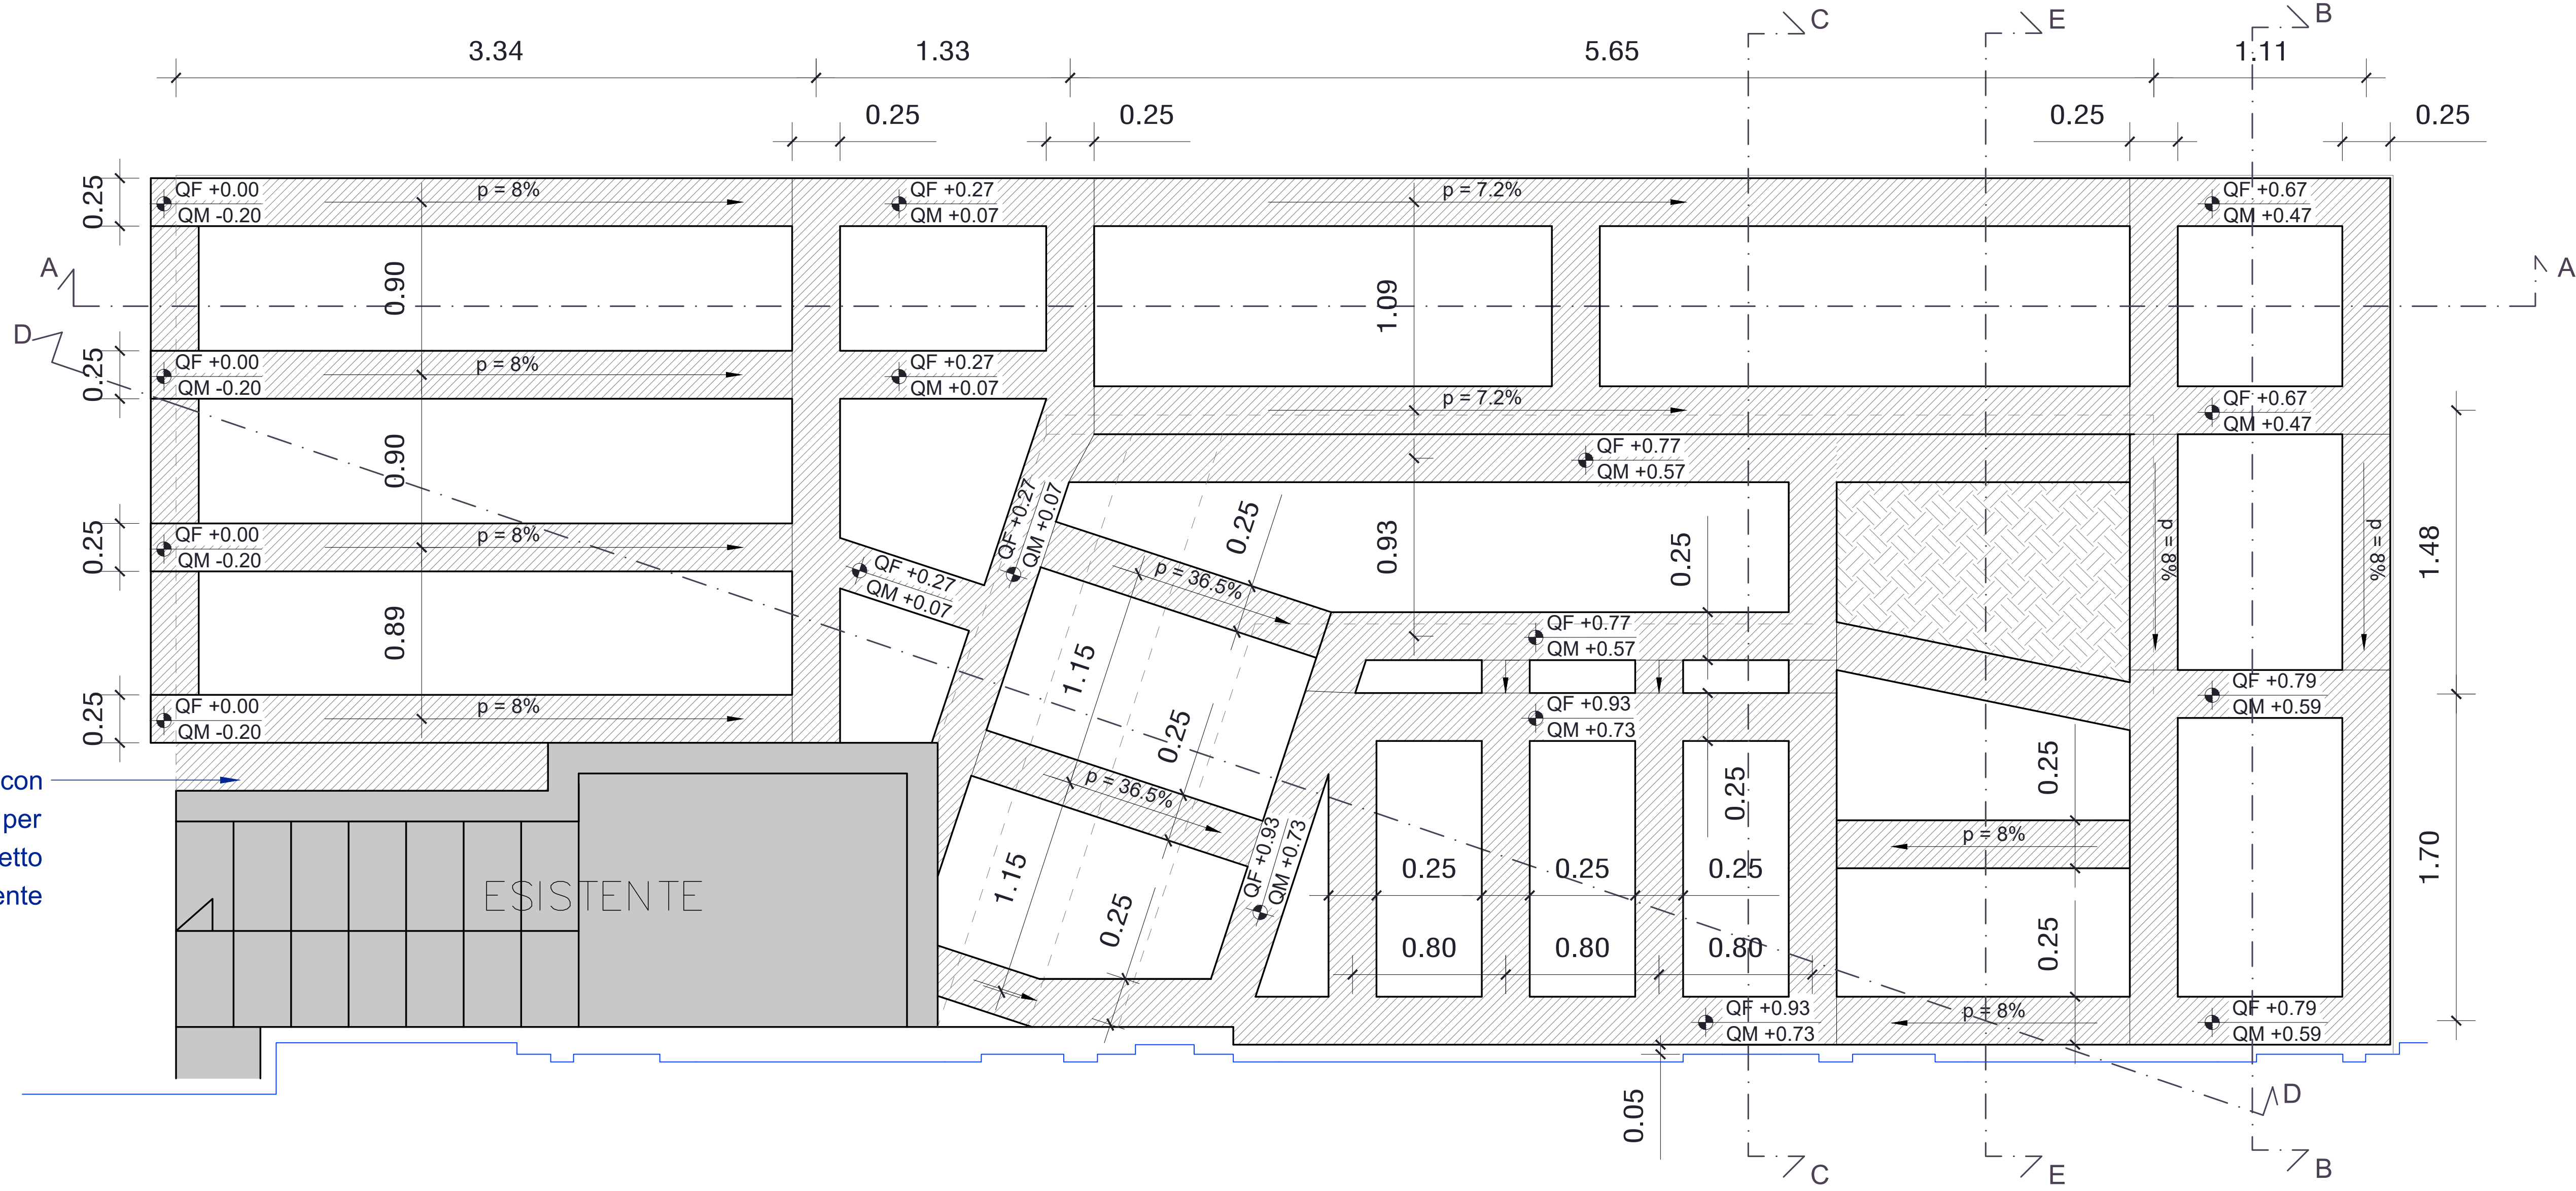 C
E
B
3.34
1.33
5.65
1.11
0.25
0.25
0.25
0.25
0.25
QF +0.00
QM -0.20
p = 8%
QF +0.27
QM +0.07
p = 7.2%
QF +0.67
QM +0.47
A
A
0.90
1.09
D
0.25
QF +0.00
QM -0.20
p = 8%
QF +0.27
QM +0.07
p = 7.2%
QF +0.67
QM +0.47
0.90
QF +0.77
QM +0.57
0.25
QF +0.00
QM -0.20
p = 8%
QF +0.27
QM +0.07
QF +0.27
QM +0.07
0.25
p = 36.5%
0.93
0.25
p = 8%
p = 8%
1.48
0.89
1.15
QF +0.77
QM +0.57
0.25
QF +0.00
QM -0.20
p = 8%
0.25
QF +0.93
QM +0.73
QF +0.79
QM +0.59
con
per
etto
ente
p = 36.5%
0.25
0.25
p = 8%
1.70
ESISTENTE
1.15
0.25
QF +0.93
QM +0.73
0.25
0.25
0.25
0.80
0.80
0.80
0.25
QF +0.93
QM +0.73
p = 8%
QF +0.79
QM +0.59
0.05
D
C
E
B